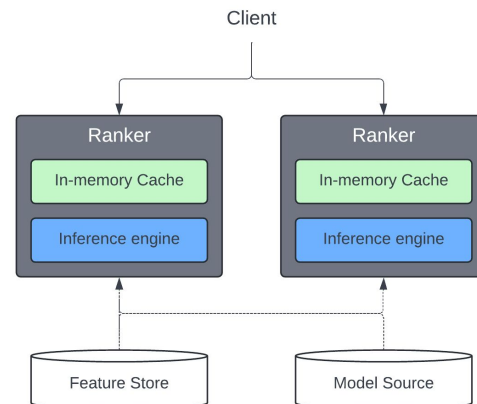 Client
Ranker
Ranker
In-memory Cache
In-memory Cache
Inference engine
Inference engine
Feature Store
Model Source